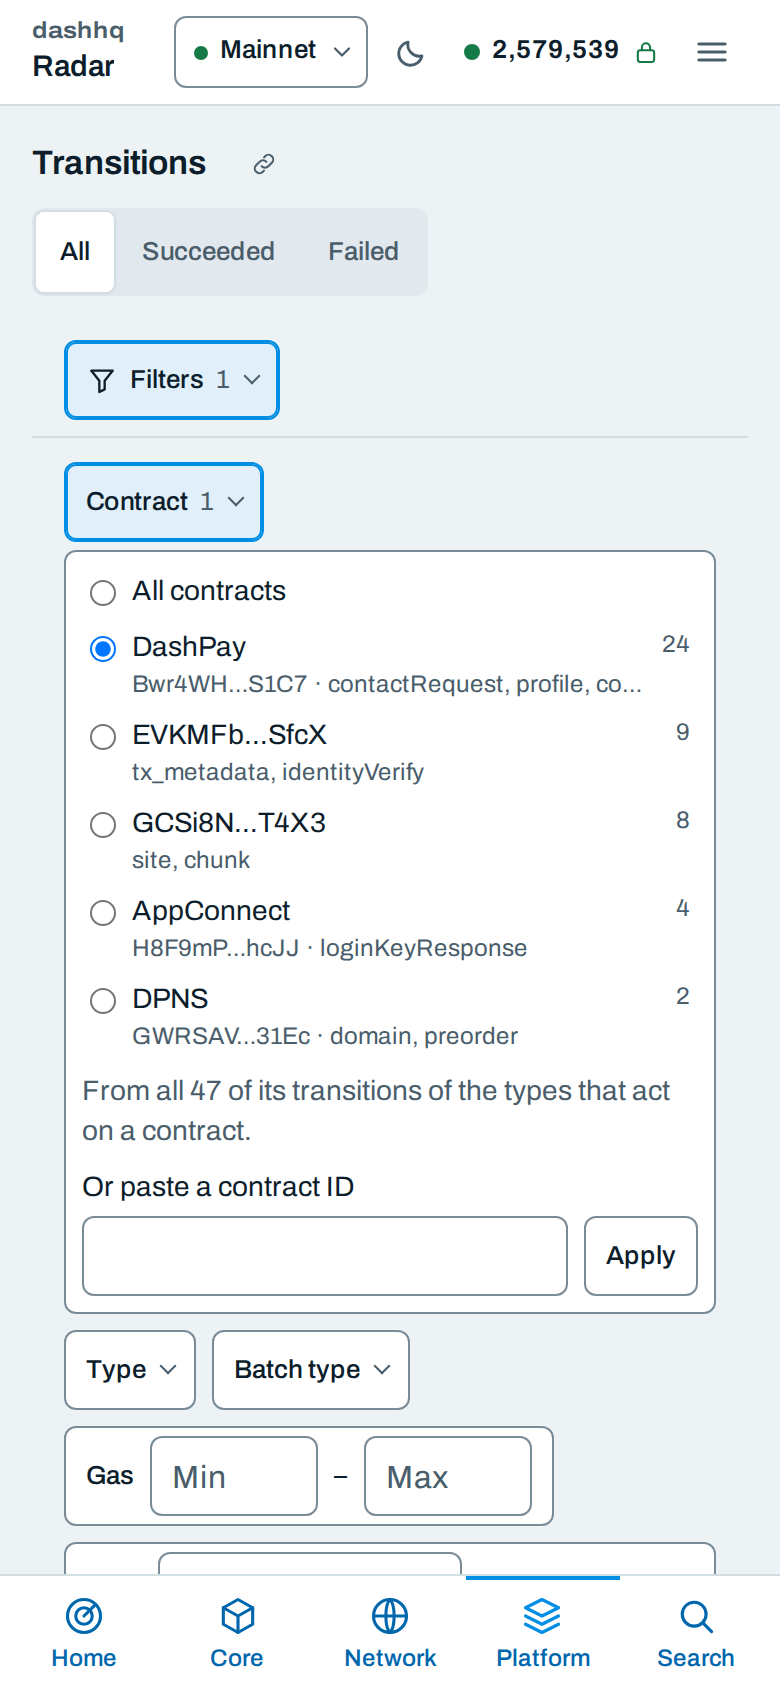 dashhq
Radar
Mainnet
2,579,539
Transitions
All
Succeeded
Failed
Filters 1
Contract 1
All contracts
DashPay 24
Bwr4WH…S1C7 · contactRequest, profile, co…
EVKMFb…SfcX 9
tx_metadata, identityVerify
GCSi8N…T4X3 8
site, chunk
AppConnect 4
H8F9mP…hcJJ · loginKeyResponse
DPNS 2
GWRSAV…31Ec · domain, preorder
From all 47 of its transitions of the types that act
on a contract.
Or paste a contract ID
Apply
Type
Batch type
Gas Min – Max
Home
Core
Network
Platform
Search